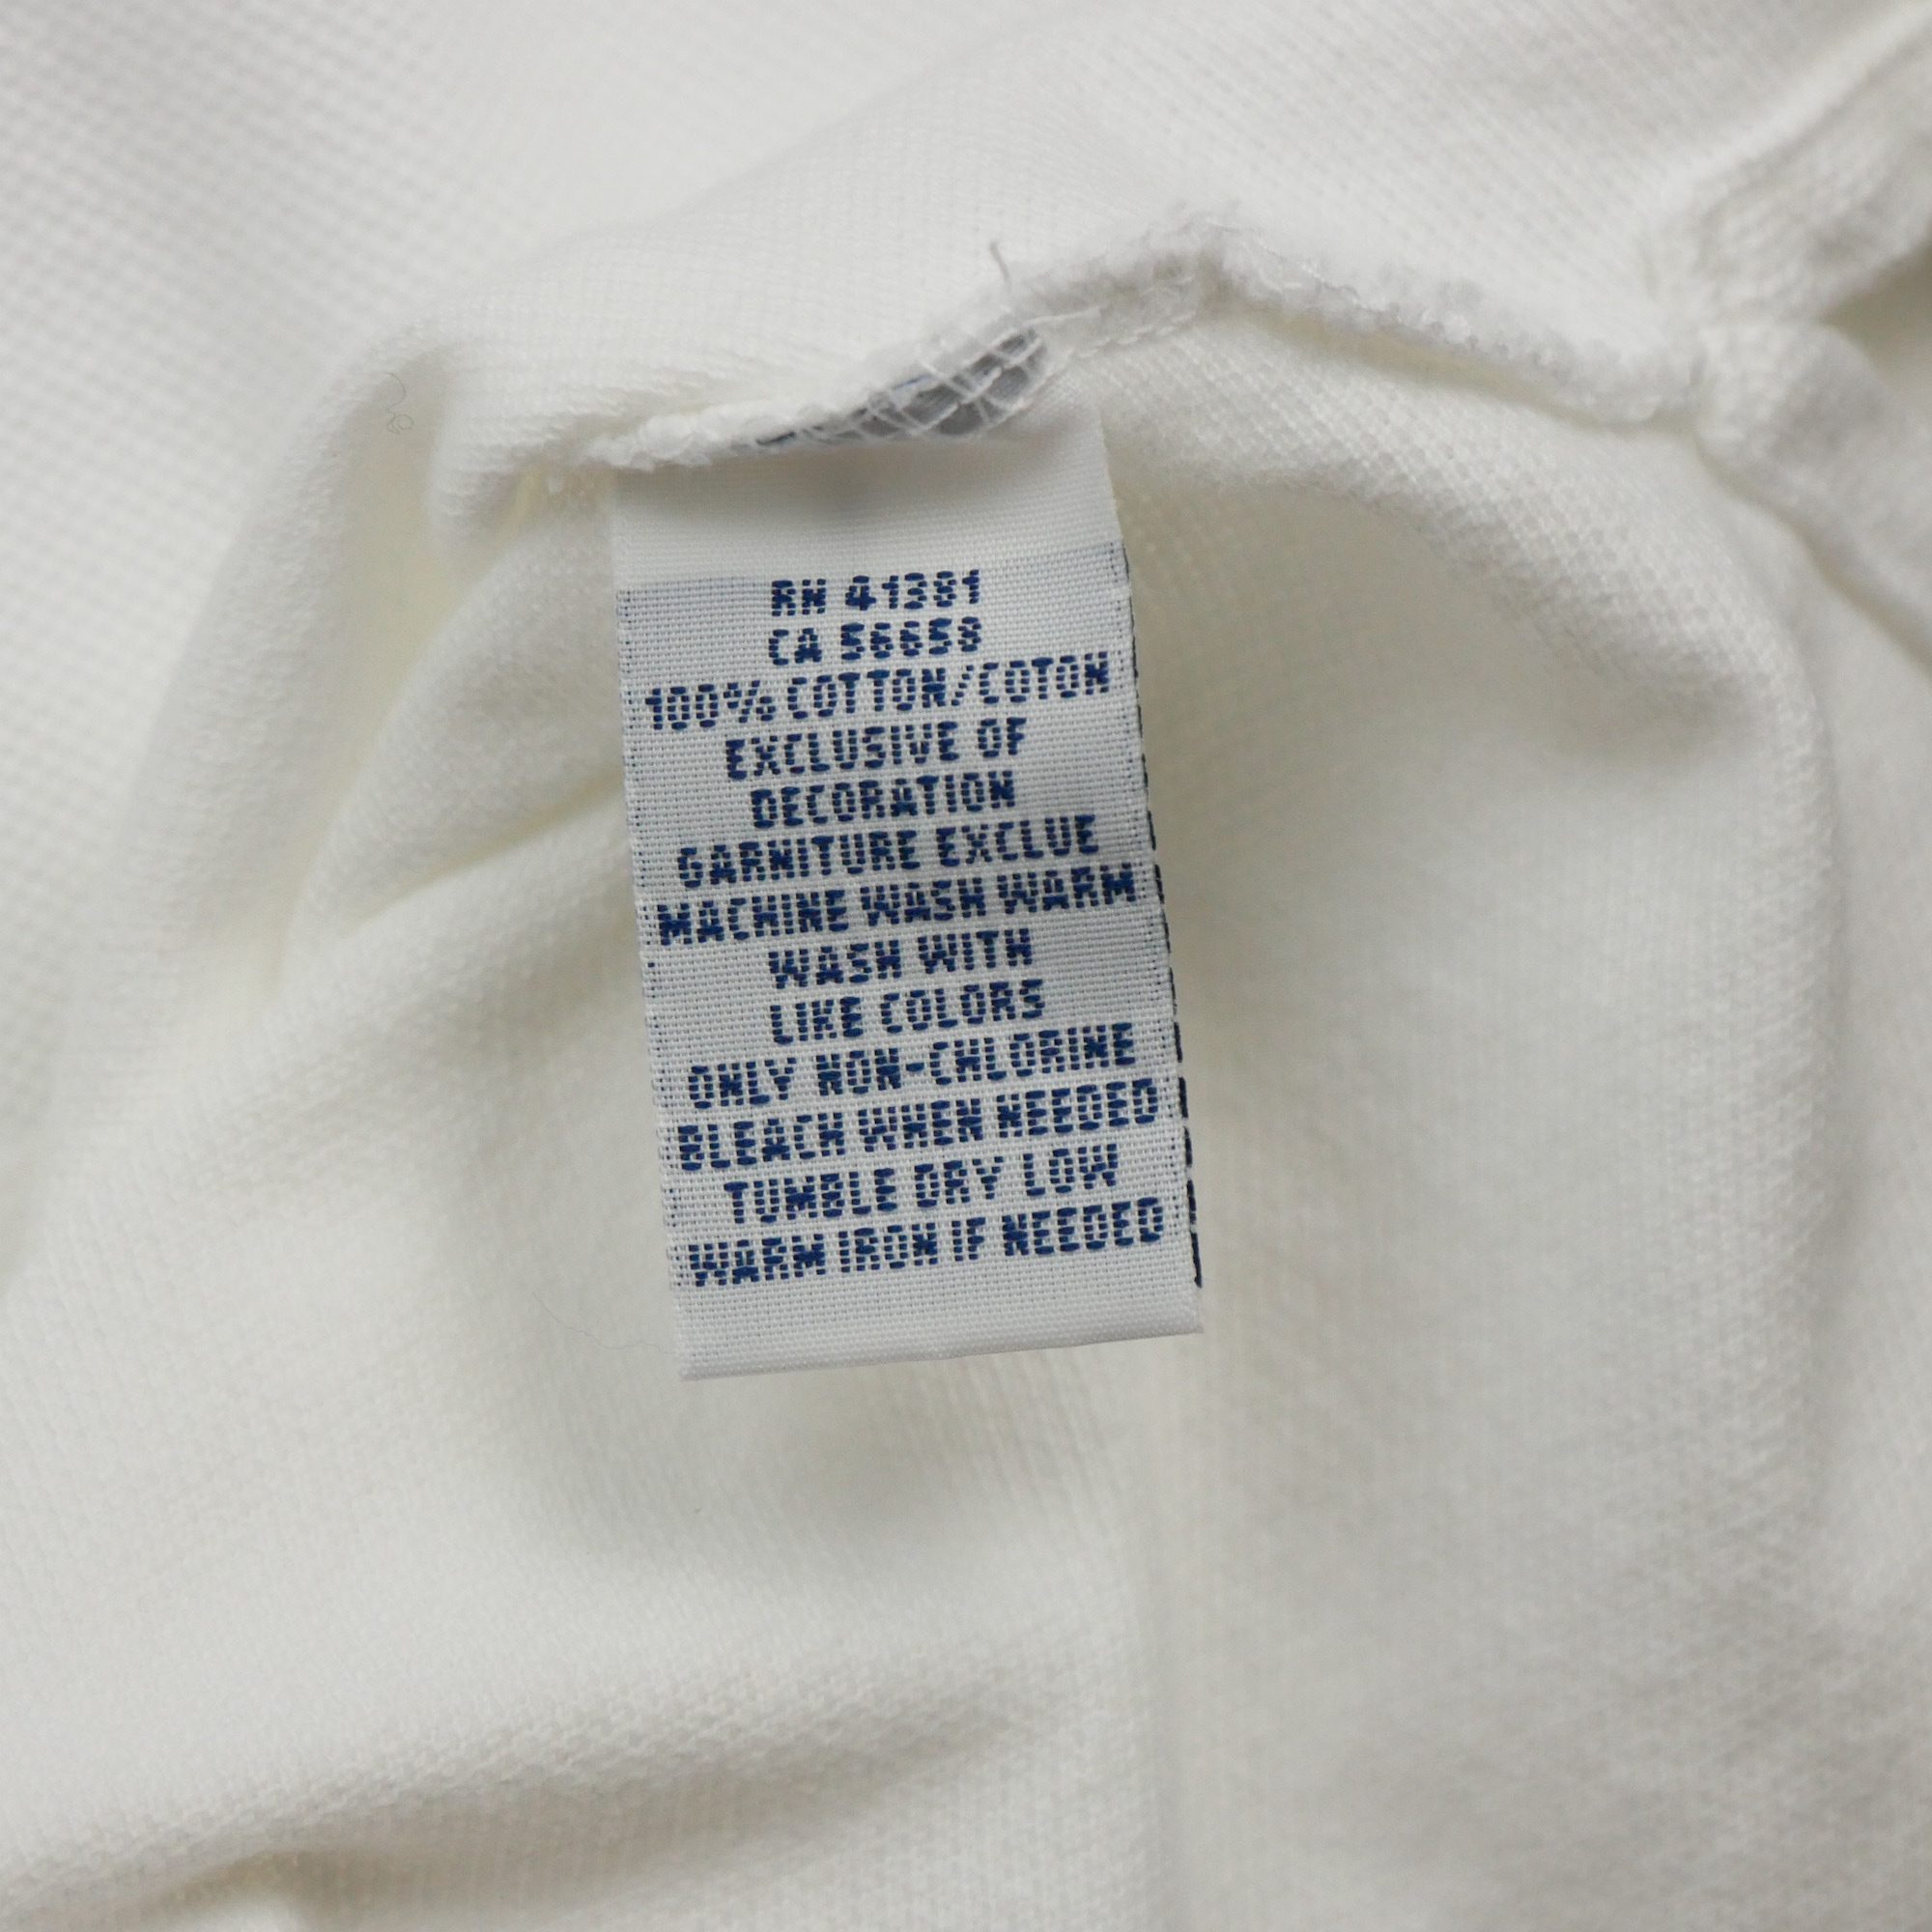 RN 41381
CA 56658
100% COTTON/COTON
EXCLUSIVE OF
DECORATION
GARNITURE EXCLUE
MACHINE WASH WARM
WASH WITH
LIKE COLORS
ONLY NON-CHLORINE
BLEACH WHEN NEEDED
TUMBLE DRY LOW
WARM IRON IF NEEDED